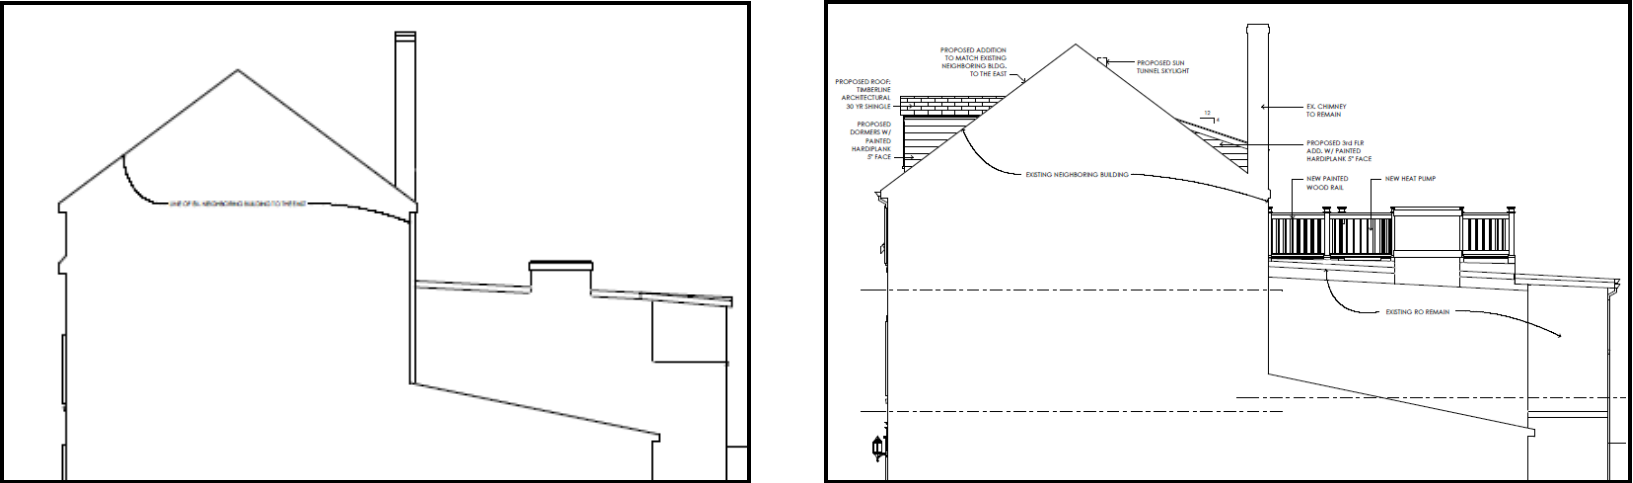 LINE OF EX. NEIGHBORING BUILDING TO THE EAST
PROPOSED ADDITION
TO MATCH EXISTING
NEIGHBORING BLDG.
TO THE EAST
PROPOSED SUN
TUNNEL SKYLIGHT
PROPOSED ROOF:
TIMBERLINE
ARCHITECTURAL
30 YR SHINGLE
PROPOSED
DORMERS W/
PAINTED
HARDIPLANK
5" FACE
12
4
EX. CHIMNEY
TO REMAIN
PROPOSED 3rd FLR
ADD. W/ PAINTED
HARDIPLANK 5" FACE
EXISTING NEIGHBORING BUILDING
NEW PAINTED
WOOD RAIL
NEW HEAT PUMP
EXISTING RO REMAIN